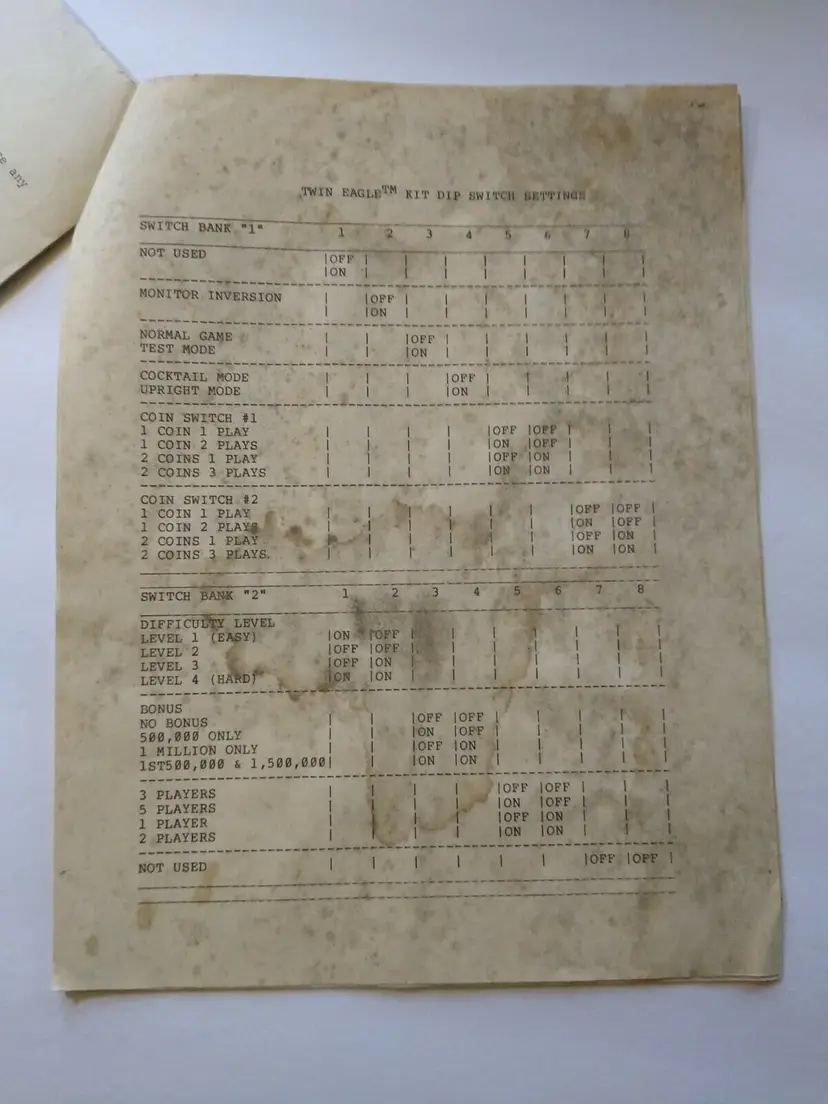 re any
TWIN EAGLE™ KIT DIP SWITCH SETTINGS
SWITCH BANK "1" 1 2 3 4 5 6 7 8
NOT USED |OFF | | | | | | | |
|ON | | | | | | | |
MONITOR INVERSION | |OFF | | | | | | |
| |ON | | | | | | |
NORMAL GAME | | |OFF | | | | | |
TEST MODE | | |ON | | | | | |
COCKTAIL MODE | | | |OFF | | | | |
UPRIGHT MODE | | | |ON | | | | |
COIN SWITCH #1
1 COIN 1 PLAY | | | | |OFF |OFF | | |
1 COIN 2 PLAYS | | | | |ON |OFF | | |
2 COINS 1 PLAY | | | | |OFF |ON | | |
2 COINS 3 PLAYS | | | | |ON |ON | | |
COIN SWITCH #2
1 COIN 1 PLAY | | | | | | |OFF |OFF |
1 COIN 2 PLAYS | | | | | | |ON |OFF |
2 COINS 1 PLAY | | | | | | |OFF |ON |
2 COINS 3 PLAYS. | | | | | | |ON |ON |
SWITCH BANK "2" 1 2 3 4 5 6 7 8
DIFFICULTY LEVEL
LEVEL 1 (EASY) |ON |OFF | | | | | | |
LEVEL 2 |OFF |OFF | | | | | | |
LEVEL 3 |OFF |ON | | | | | | |
LEVEL 4 (HARD) |ON |ON | | | | | | |
BONUS
NO BONUS | | |OFF |OFF | | | | |
500,000 ONLY | | |ON |OFF | | | | |
1 MILLION ONLY | | |OFF |ON | | | | |
1ST500,000 & 1,500,000| | |ON |ON | | | | |
3 PLAYERS | | | | |OFF |OFF | | |
5 PLAYERS | | | | |ON |OFF | | |
1 PLAYER | | | | |OFF |ON | | |
2 PLAYERS | | | | |ON |ON | | |
NOT USED | | | | | | |OFF |OFF |